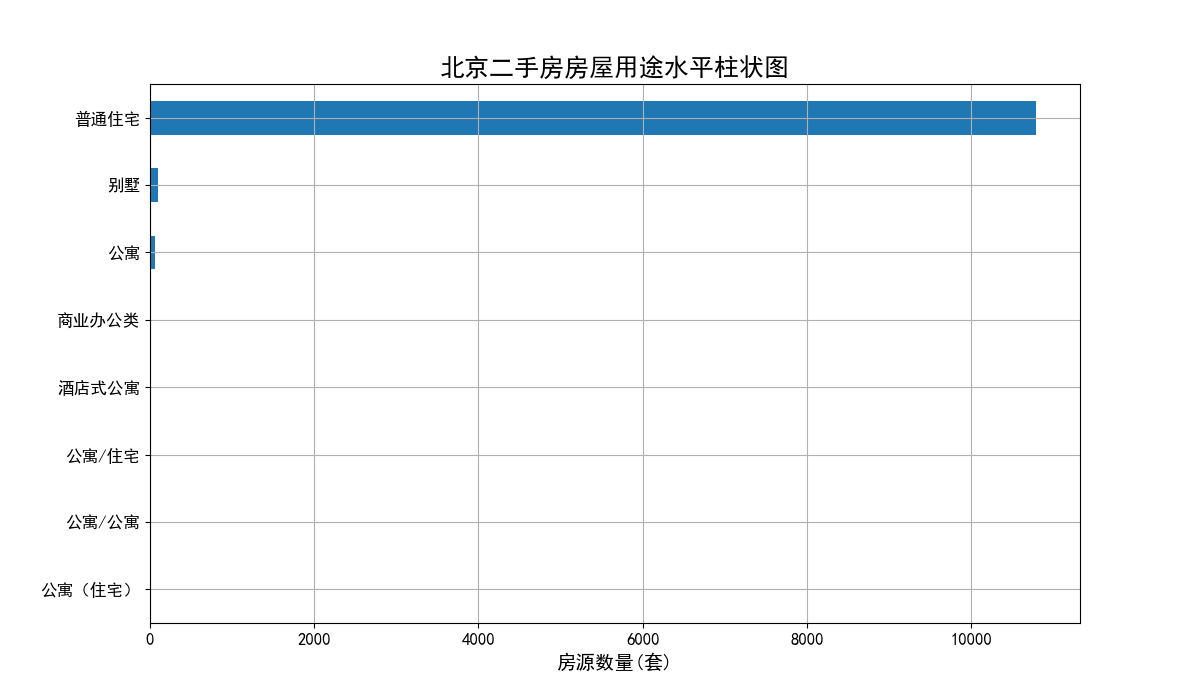 北京二手房房屋用途水平柱状图
普通住宅
别墅
公寓
商业办公类
酒店式公寓
公寓/住宅
公寓/公寓
公寓（住宅）
0 2000 4000 6000 8000 10000
房源数量(套)